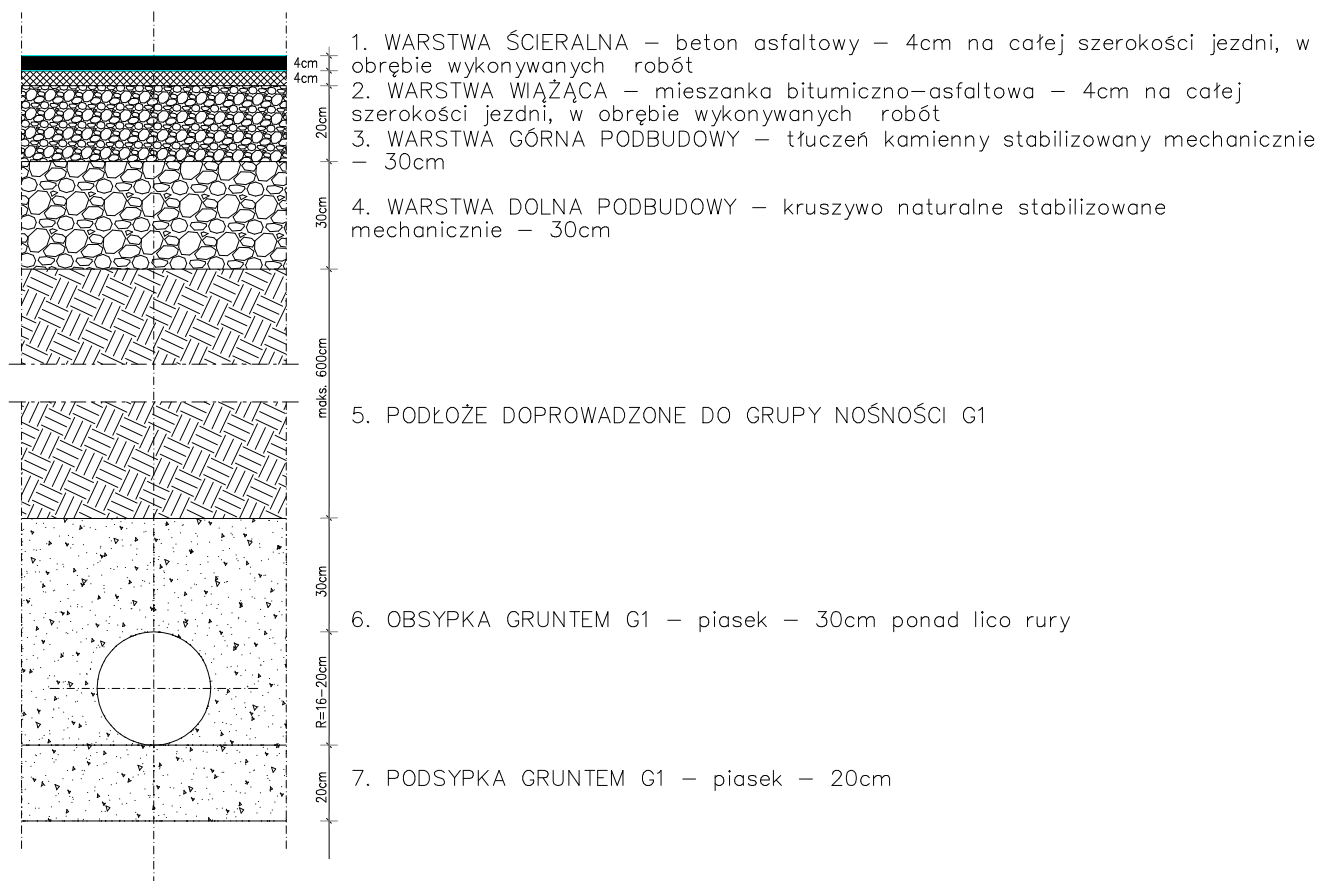 1. WARSTWA ŚCIERALNA – beton asfaltowy – 4cm na całej szerokości jezdni, w
obrębie wykonywanych robót
2. WARSTWA WIĄŻĄCA – mieszanka bitumiczno–asfaltowa – 4cm na całej
szerokości jezdni, w obrębie wykonywanych robót
3. WARSTWA GÓRNA PODBUDOWY – tłuczeń kamienny stabilizowany mechanicznie
– 30cm
4. WARSTWA DOLNA PODBUDOWY – kruszywo naturalne stabilizowane
mechanicznie – 30cm
5. PODŁOŻE DOPROWADZONE DO GRUPY NOŚNOŚCI G1
6. OBSYPKA GRUNTEM G1 – piasek – 30cm ponad lico rury
7. PODSYPKA GRUNTEM G1 – piasek – 20cm
4cm
4cm
20cm
30cm
maks. 600cm
30cm
R=16–20cm
20cm